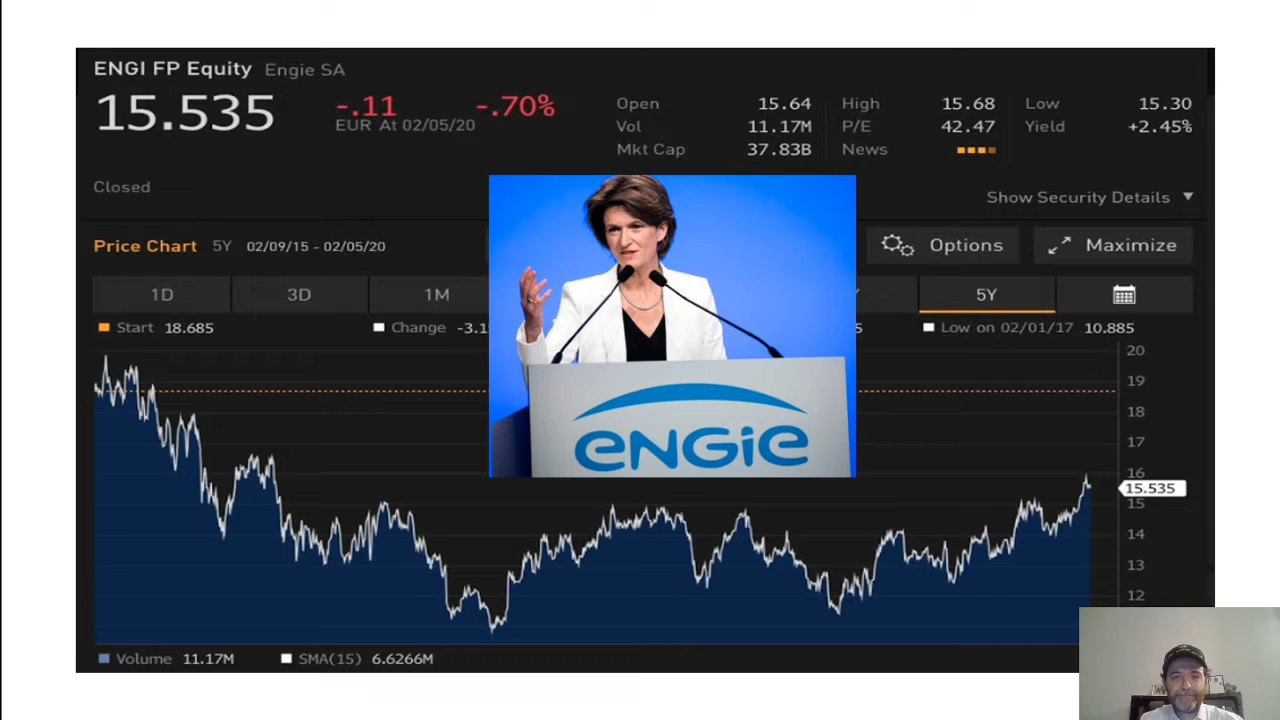 ENGI FP Equity Engie SA
15.535 -.11 -.70%
EUR At 02/05/20
Open 15.64 High 15.68 Low 15.30
Vol 11.17M P/E 42.47 Yield +2.45%
Mkt Cap 37.83B News
Closed
Show Security Details
Price Chart 5Y 02/09/15 - 02/05/20
Options Maximize
1D 3D 1M 5Y
Start 18.685 Change -3.1 5 Low on 02/01/17 10.885
20
19
18
17
16
15.535
15
14
13
12
ENGIE
Volume 11.17M SMA(15) 6.6266M